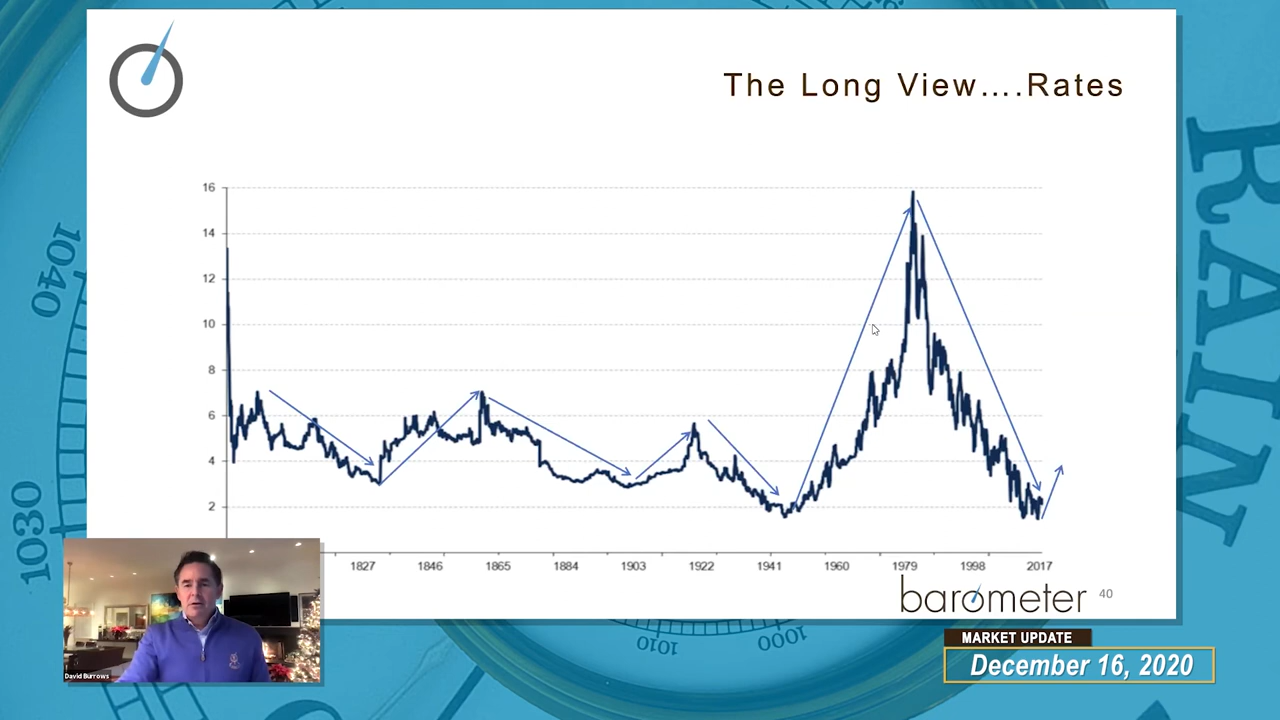 The Long View....Rates
16
14
12
10
8
6
4
2
1827 1846 1865 1884 1903 1922 1941 1960 1979 1998 2017
barometer 40
David Burrows
MARKET UPDATE
December 16, 2020
1040
1030
1010
1000
RAIN